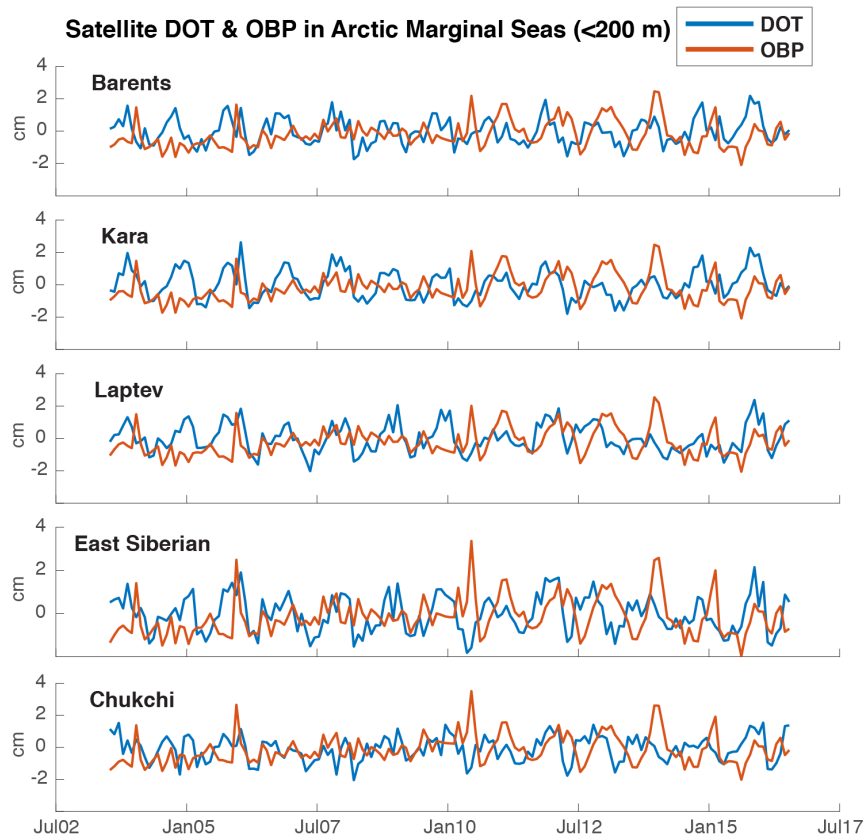 Satellite DOT & OBP in Arctic Marginal Seas (<200 m)
DOT
OBP
4
2
0
-2
cm
Barents
4
2
0
-2
cm
Kara
4
2
0
-2
cm
Laptev
4
2
0
cm
East Siberian
4
2
0
-2
cm
Chukchi
Jul02 Jan05 Jul07 Jan10 Jul12 Jan15 Jul17